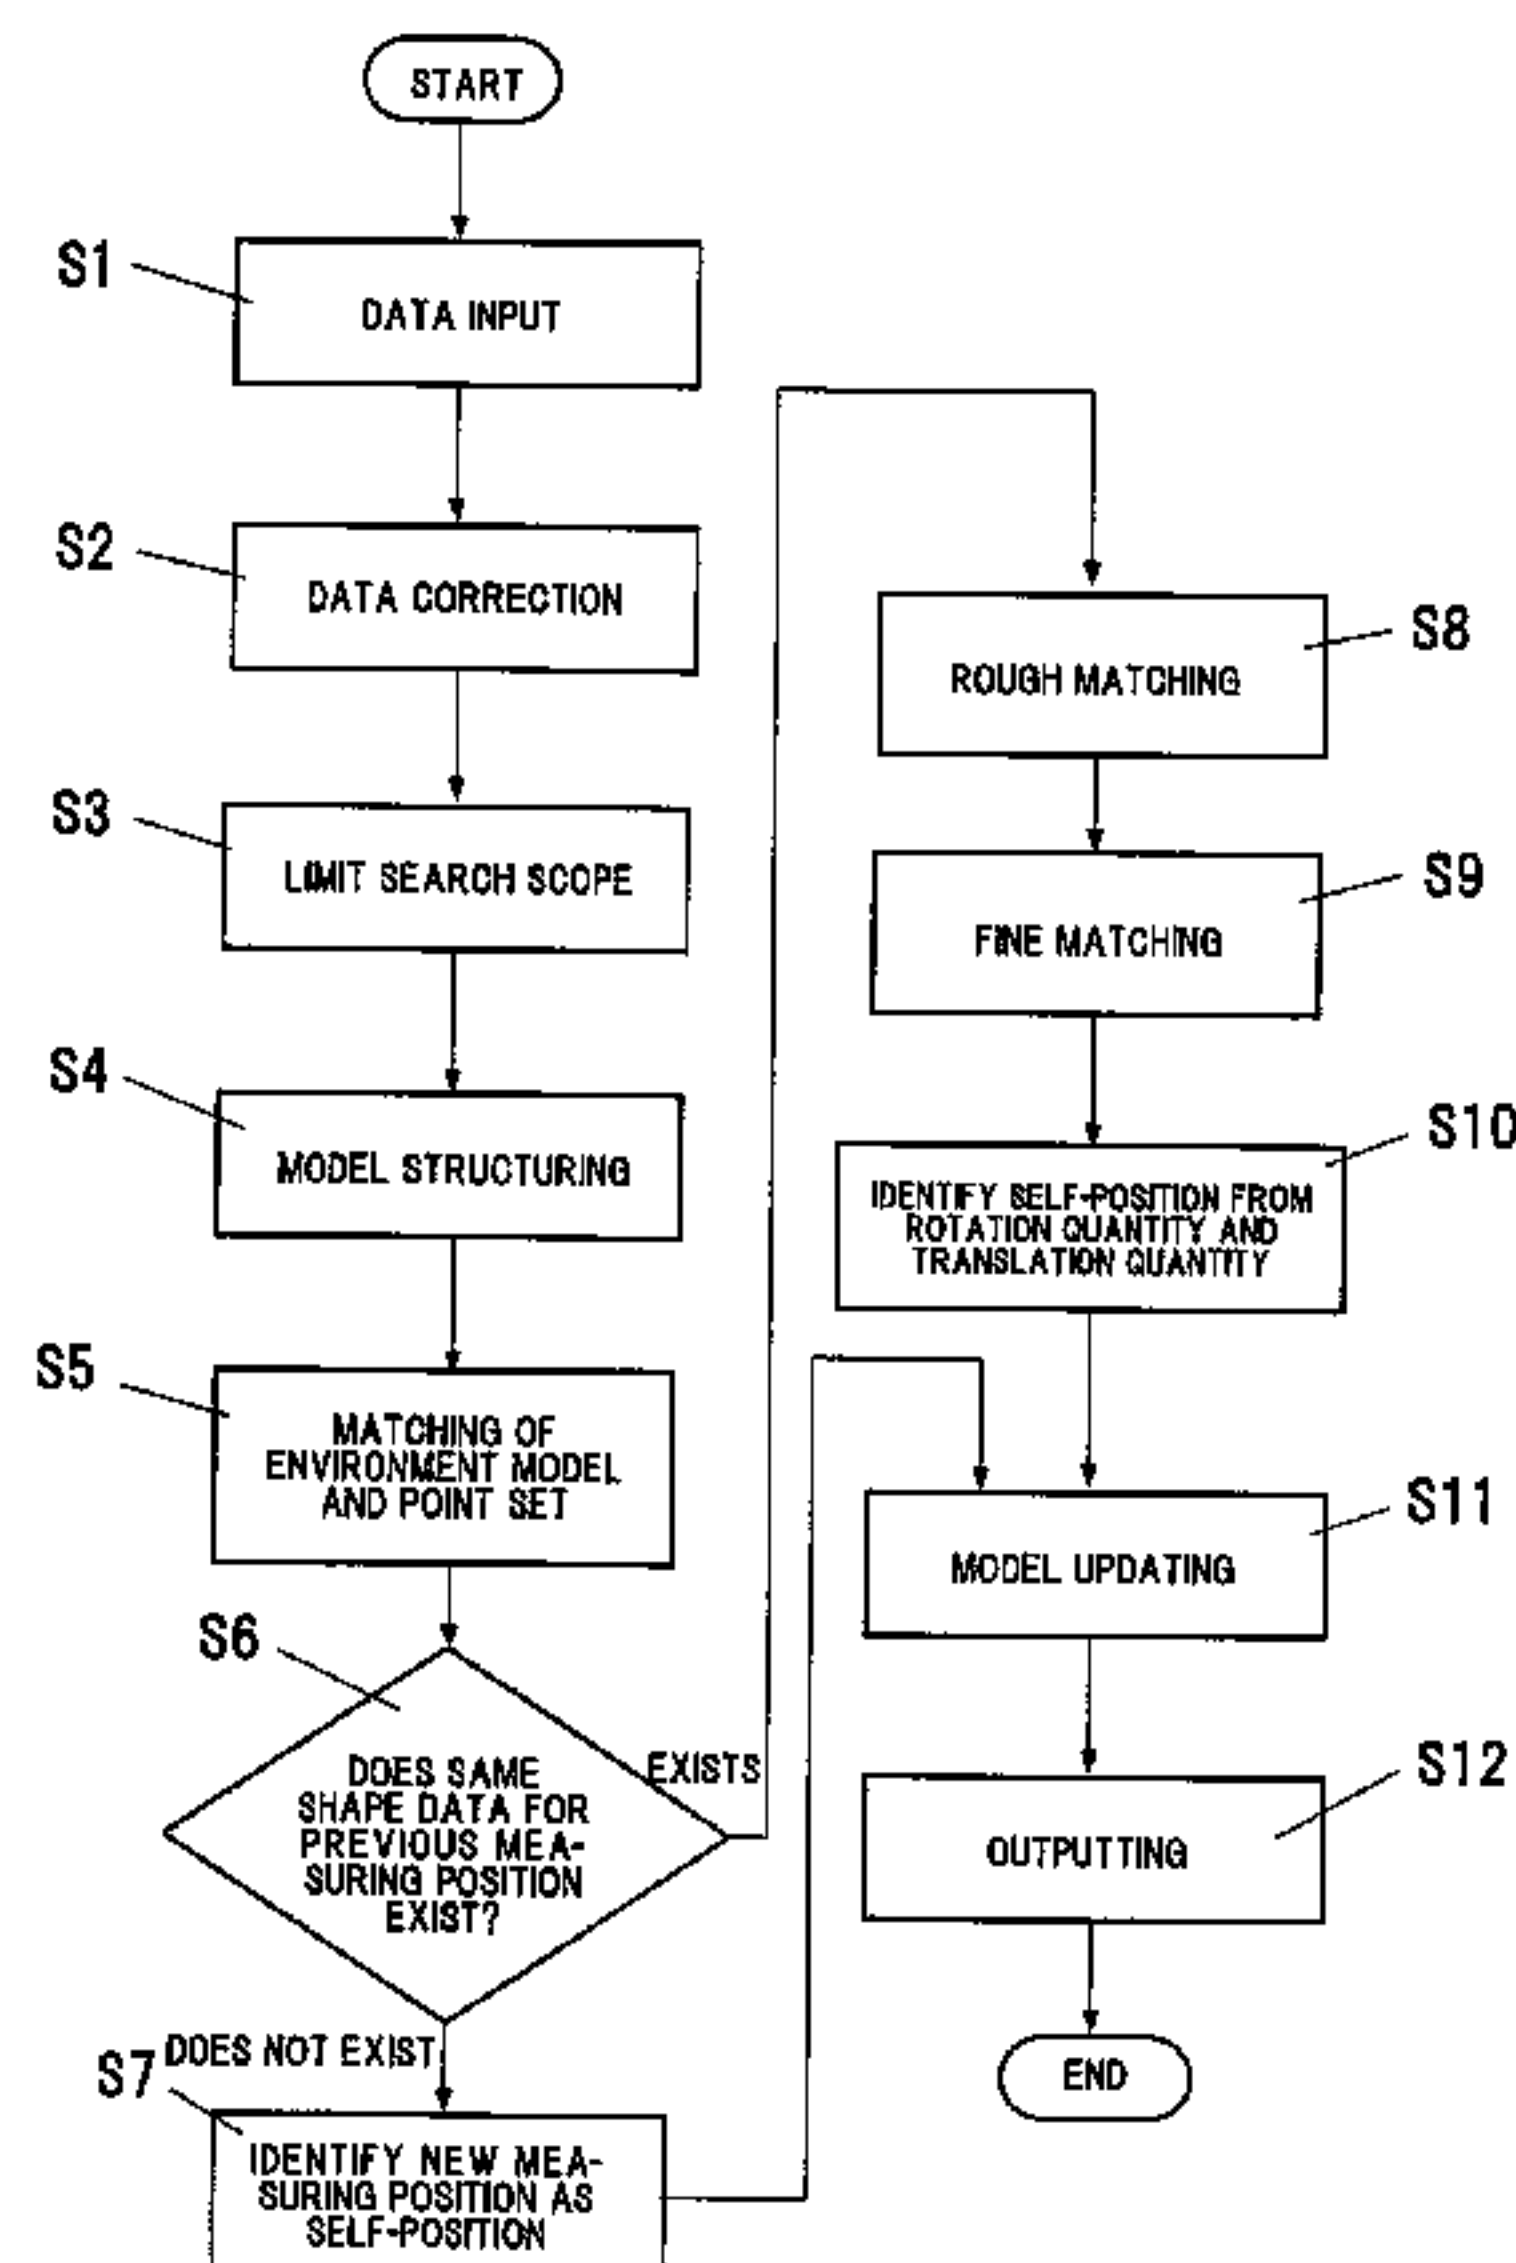 START
S1
DATA INPUT
S2
DATA CORRECTION
S3
LIMIT SEARCH SCOPE
S4
MODEL STRUCTURING
S5
MATCHING OF
ENVIRONMENT MODEL
AND POINT SET
S6
DOES SAME
SHAPE DATA FOR
PREVIOUS MEA-
SURING POSITION
EXIST?
EXISTS
DOES NOT EXIST
S7
IDENTIFY NEW MEA-
SURING POSITION AS
SELF-POSITION
S8
ROUGH MATCHING
S9
FINE MATCHING
S10
IDENTIFY SELF-POSITION FROM
ROTATION QUANTITY AND
TRANSLATION QUANTITY
S11
MODEL UPDATING
S12
OUTPUTTING
END